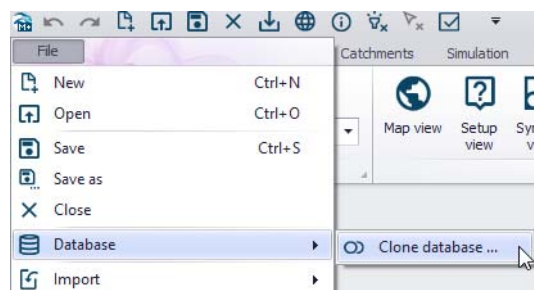 File
Catchments Simulation
New Ctrl+N
Open Ctrl+O
Map view Setup view
Save Ctrl+S
Save as
Close
Database Clone database ...
Import